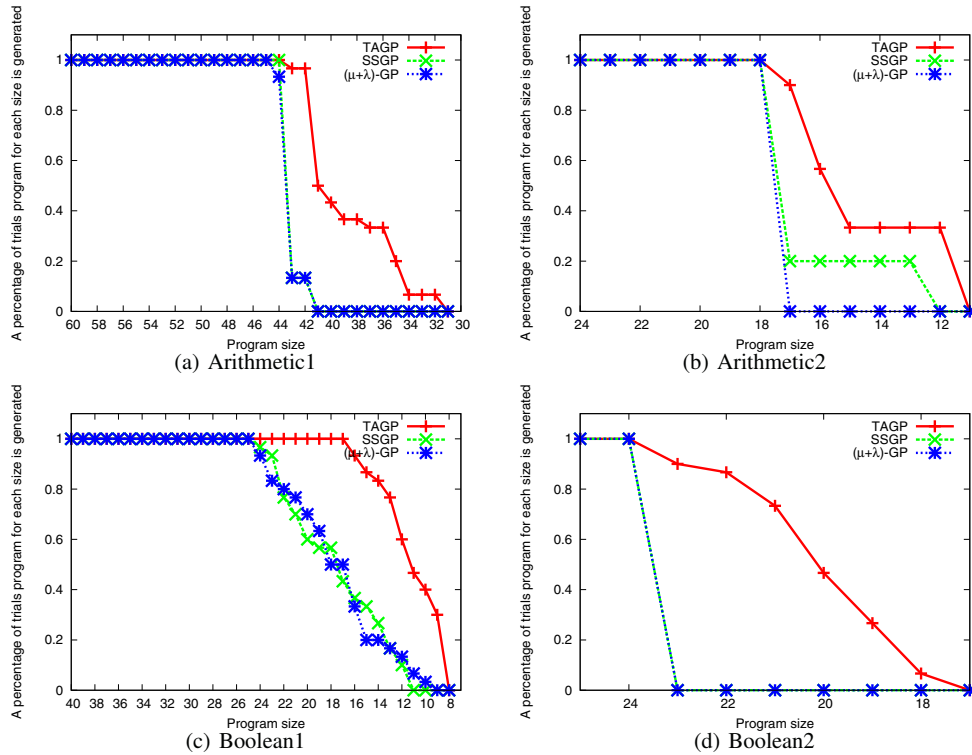 A percentage of trials program for each size is generated
1
0.8
0.6
0.4
0.2
0
60 58 56 54 52 50 48 46 44 42 40 38 36 34 32 30
Program size
TAGP
SSGP
(μ+λ)-GP
(a) Arithmetic1
A percentage of trials program for each size is generated
1
0.8
0.6
0.4
0.2
0
24 22 20 18 16 14 12
Program size
TAGP
SSGP
(μ+λ)-GP
(b) Arithmetic2
A percentage of trials program for each size is generated
1
0.8
0.6
0.4
0.2
0
40 38 36 34 32 30 28 26 24 22 20 18 16 14 12 10 8
Program size
TAGP
SSGP
(μ+λ)-GP
(c) Boolean1
A percentage of trials program for each size is generated
1
0.8
0.6
0.4
0.2
0
24 22 20 18
Program size
TAGP
SSGP
(μ+λ)-GP
(d) Boolean2